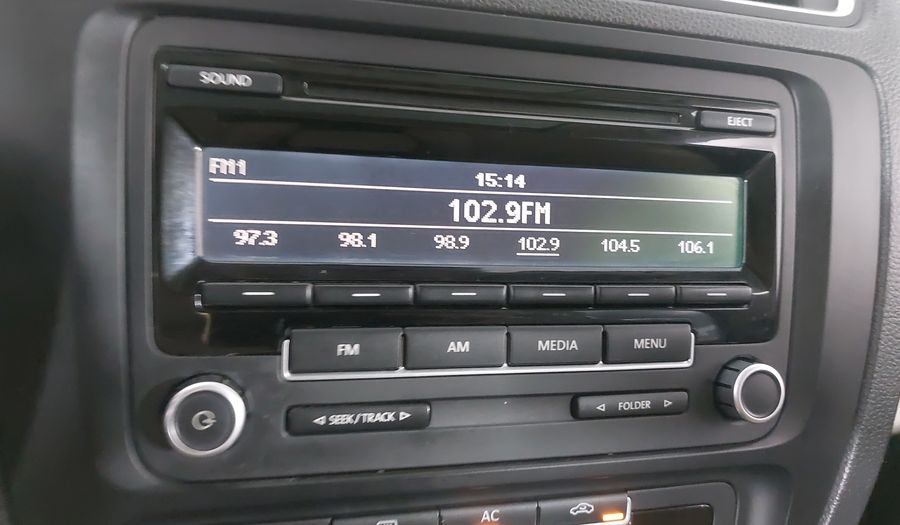 SOUND
EJECT
FM1
15:14
102.9FM
97.3 98.1 98.9 102.9 104.5 106.1
FM AM MEDIA MENU
◁ SEEK/TRACK ▷
◁ FOLDER ▷
AC